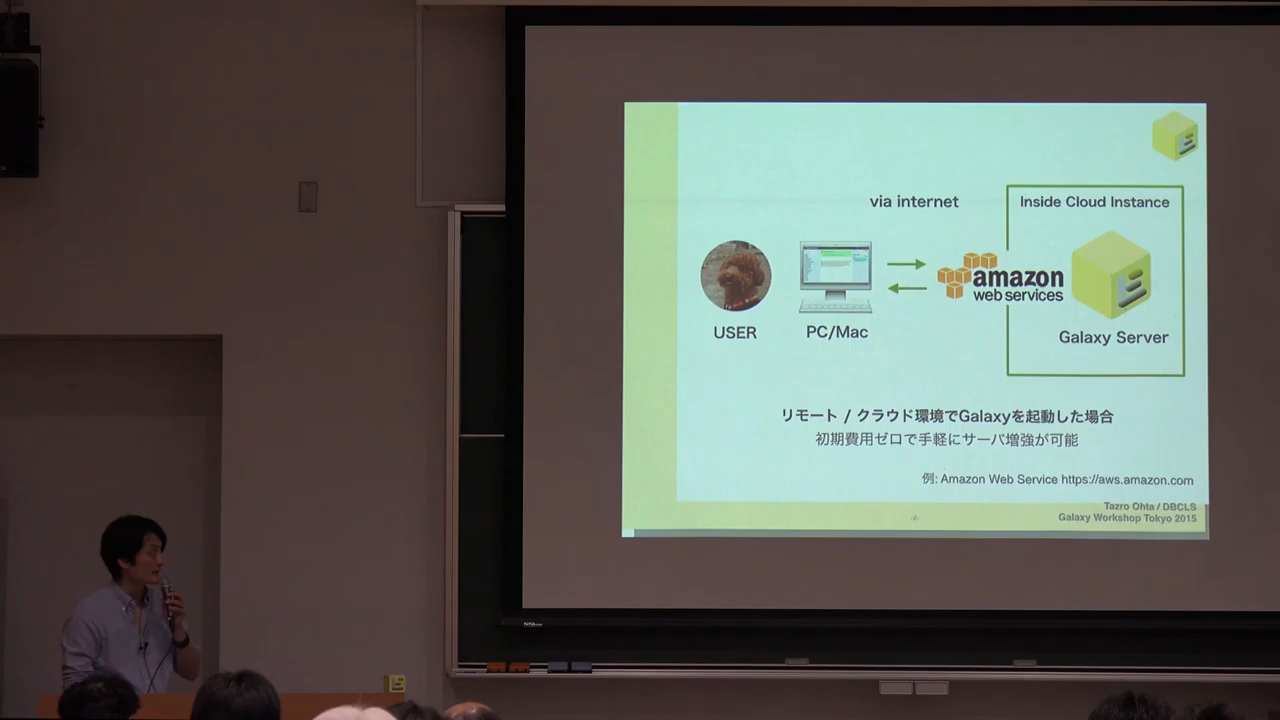 via internet
Inside Cloud Instance
amazon
web services
USER
PC/Mac
Galaxy Server
リモート / クラウド環境でGalaxyを起動した場合
初期費用ゼロで手軽にサーバ増強が可能
例: Amazon Web Service https://aws.amazon.com
Tazro Ohta / DBCLS
Galaxy Workshop Tokyo 2015